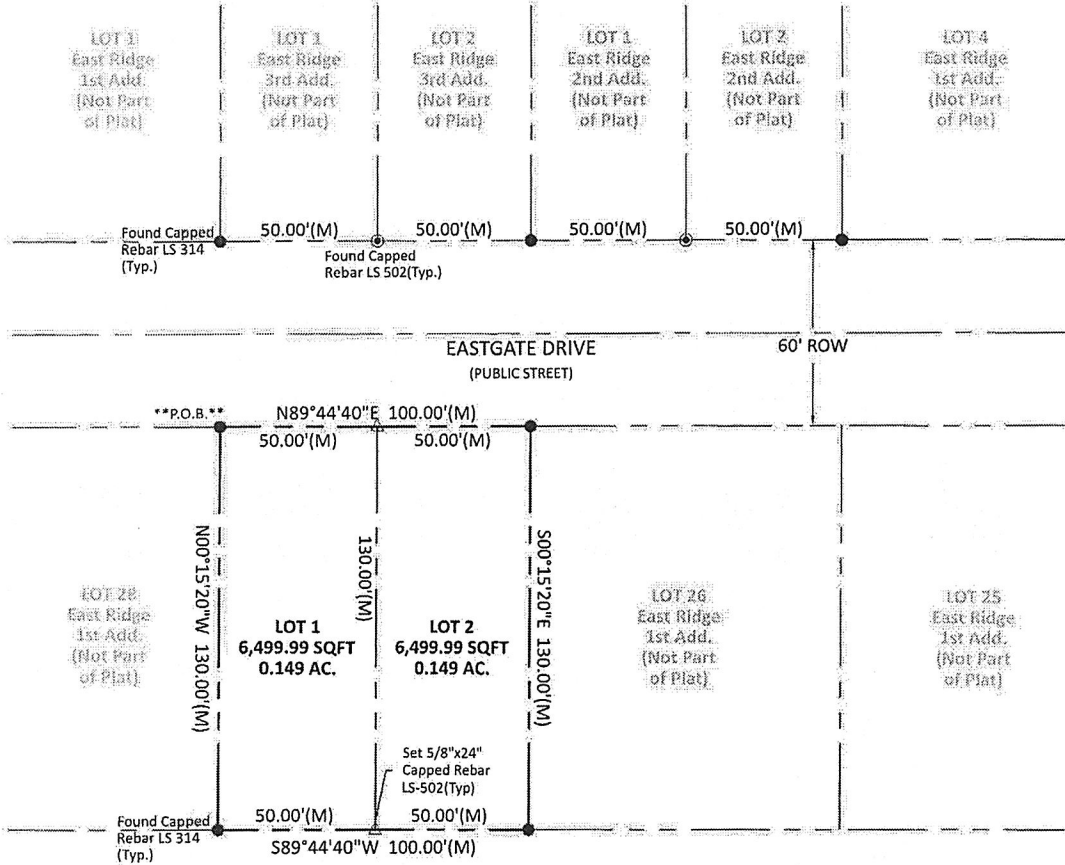 LOT 1
East Ridge
1st Add.
(Not Part
of Plat)
LOT 1
East Ridge
3rd Add.
(Not Part
of Plat)
LOT 2
East Ridge
3rd Add.
(Not Part
of Plat)
LOT 1
East Ridge
2nd Add.
(Not Part
of Plat)
LOT 2
East Ridge
2nd Add.
(Not Part
of Plat)
LOT 4
East Ridge
1st Add.
(Not Part
of Plat)
Found Capped
Rebar LS 314
(Typ.)
50.00'(M)
50.00'(M)
50.00'(M)
50.00'(M)
Found Capped
Rebar LS 502(Typ.)
EASTGATE DRIVE
(PUBLIC STREET)
60' ROW
**P.O.B.**
N89°44'40"E 100.00'(M)
50.00'(M)
50.00'(M)
N00°15'20"W 130.00'(M)
130.00'(M)
S00°15'20"E 130.00'(M)
LOT 28
East Ridge
1st Add.
(Not Part
of Plat)
LOT 1
6,499.99 SQFT
0.149 AC.
LOT 2
6,499.99 SQFT
0.149 AC.
LOT 26
East Ridge
1st Add.
(Not Part
of Plat)
LOT 25
East Ridge
1st Add.
(Not Part
of Plat)
Set 5/8"x24"
Capped Rebar
LS-502(Typ)
Found Capped
Rebar LS 314
(Typ.)
50.00'(M)
50.00'(M)
S89°44'40"W 100.00'(M)